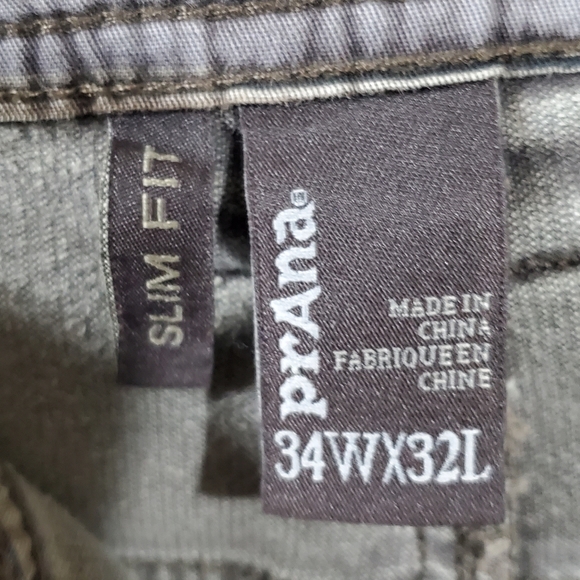 SLIM FIT
prAna
MADE IN
CHINA
FABRIQUE EN
CHINE
34WX32L